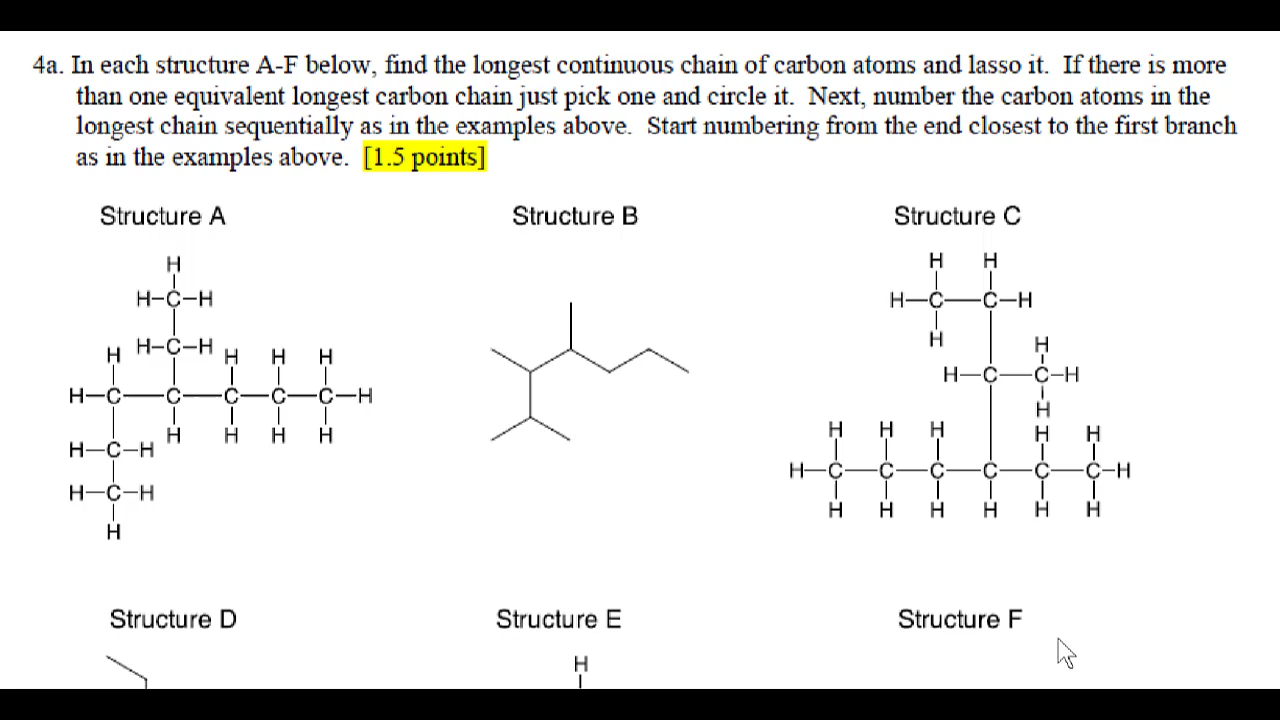 4a. In each structure A-F below, find the longest continuous chain of carbon atoms and lasso it. If there is more
than one equivalent longest carbon chain just pick one and circle it. Next, number the carbon atoms in the
longest chain sequentially as in the examples above. Start numbering from the end closest to the first branch
as in the examples above. [1.5 points]
Structure A
Structure B
Structure C
H
H-C-H
H H-C-H H H H
H-C-C-C-C-C-H
H H H H
H-C-H
H-C-H
H
H H
H-C-C-H
H H
H-C-C-H
H
H H H H H
H-C-C-C-C-C-C-H
H H H H H H
Structure D
Structure E
Structure F
H